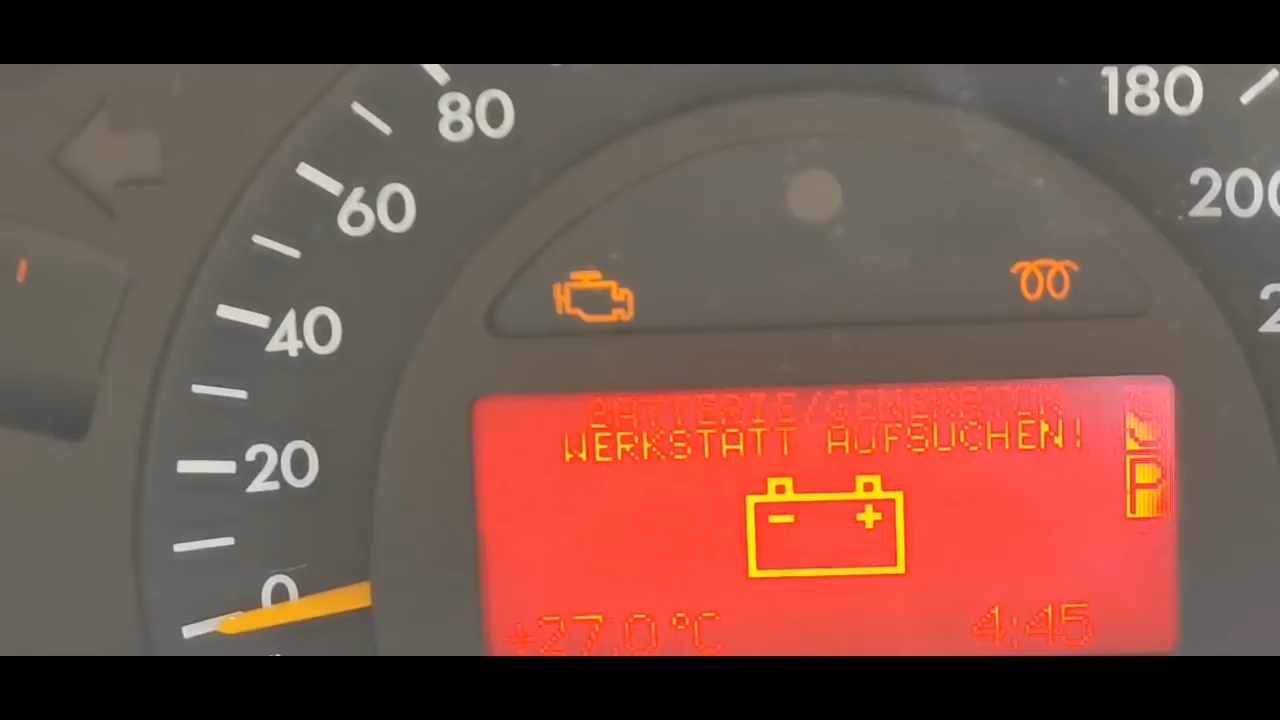 80
180
60
200
40
BATTERIE/GENERATOR
WERKSTATT AUFSUCHEN!
20
P
- +
0
+27,0 °C
4:45